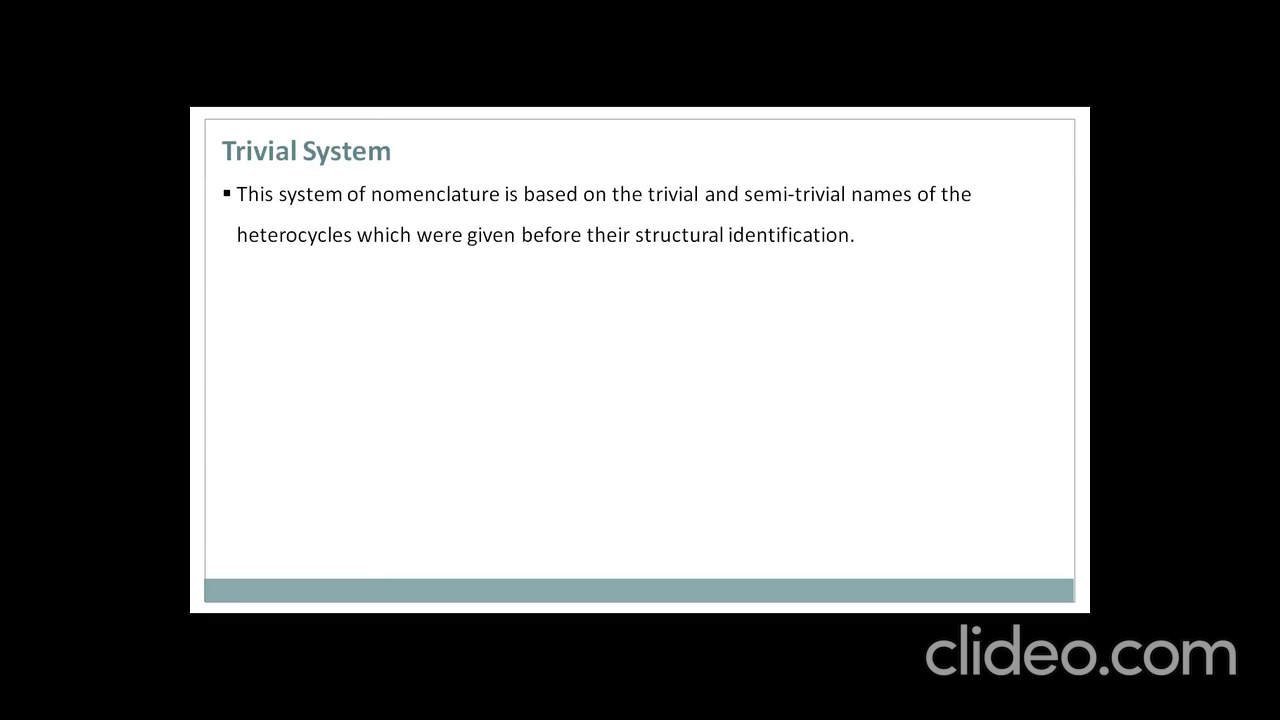 Trivial System
▪ This system of nomenclature is based on the trivial and semi-trivial names of the
heterocycles which were given before their structural identification.
clideo.com